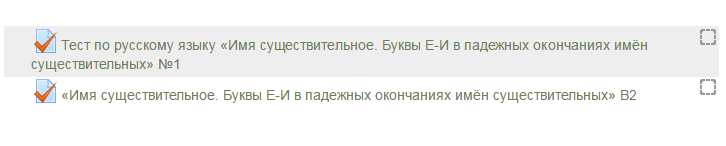 Тест по русскому языку «Имя существительное. Буквы Е-И в падежных окончаниях имён
существительных» №1
«Имя существительное. Буквы Е-И в падежных окончаниях имён существительных» В2